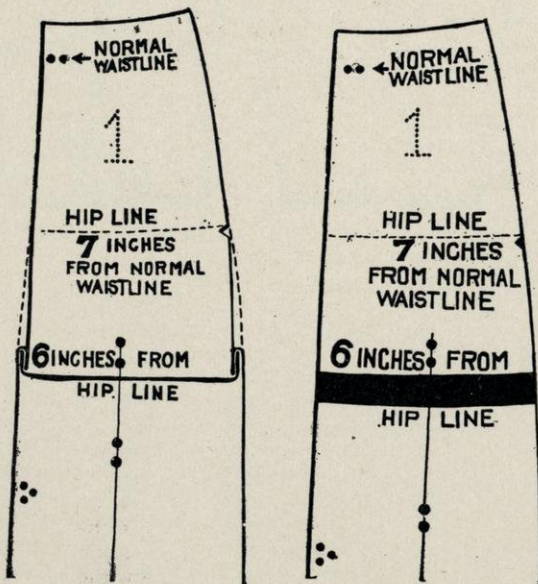 NORMAL
WAISTLINE
1
HIP LINE
7 INCHES
FROM NORMAL
WAISTLINE
6 INCHES FROM
HIP LINE
NORMAL
WAISTLINE
1
HIP LINE
7 INCHES
FROM NORMAL
WAISTLINE
6 INCHES FROM
HIP LINE